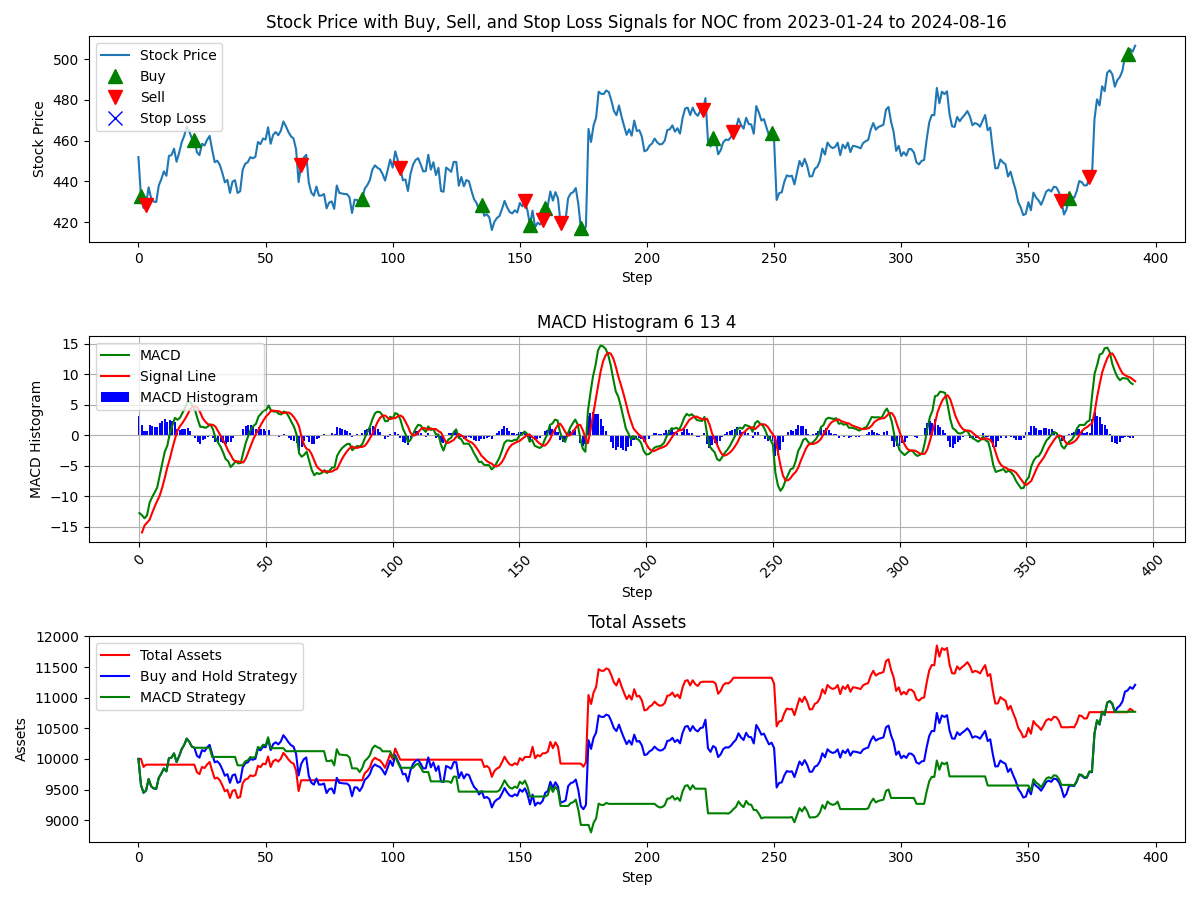 Stock Price with Buy, Sell, and Stop Loss Signals for NOC from 2023-01-24 to 2024-08-16
Stock Price
500
480
460
440
420
Stock Price
Buy
Sell
Stop Loss
0 50 100 150 200 250 300 350 400
Step
MACD Histogram 6 13 4
MACD Histogram
15
10
5
0
−5
−10
−15
MACD
Signal Line
MACD Histogram
0 50 100 150 200 250 300 350 400
Step
Total Assets
Assets
12000
11500
11000
10500
10000
9500
9000
Total Assets
Buy and Hold Strategy
MACD Strategy
0 50 100 150 200 250 300 350 400
Step